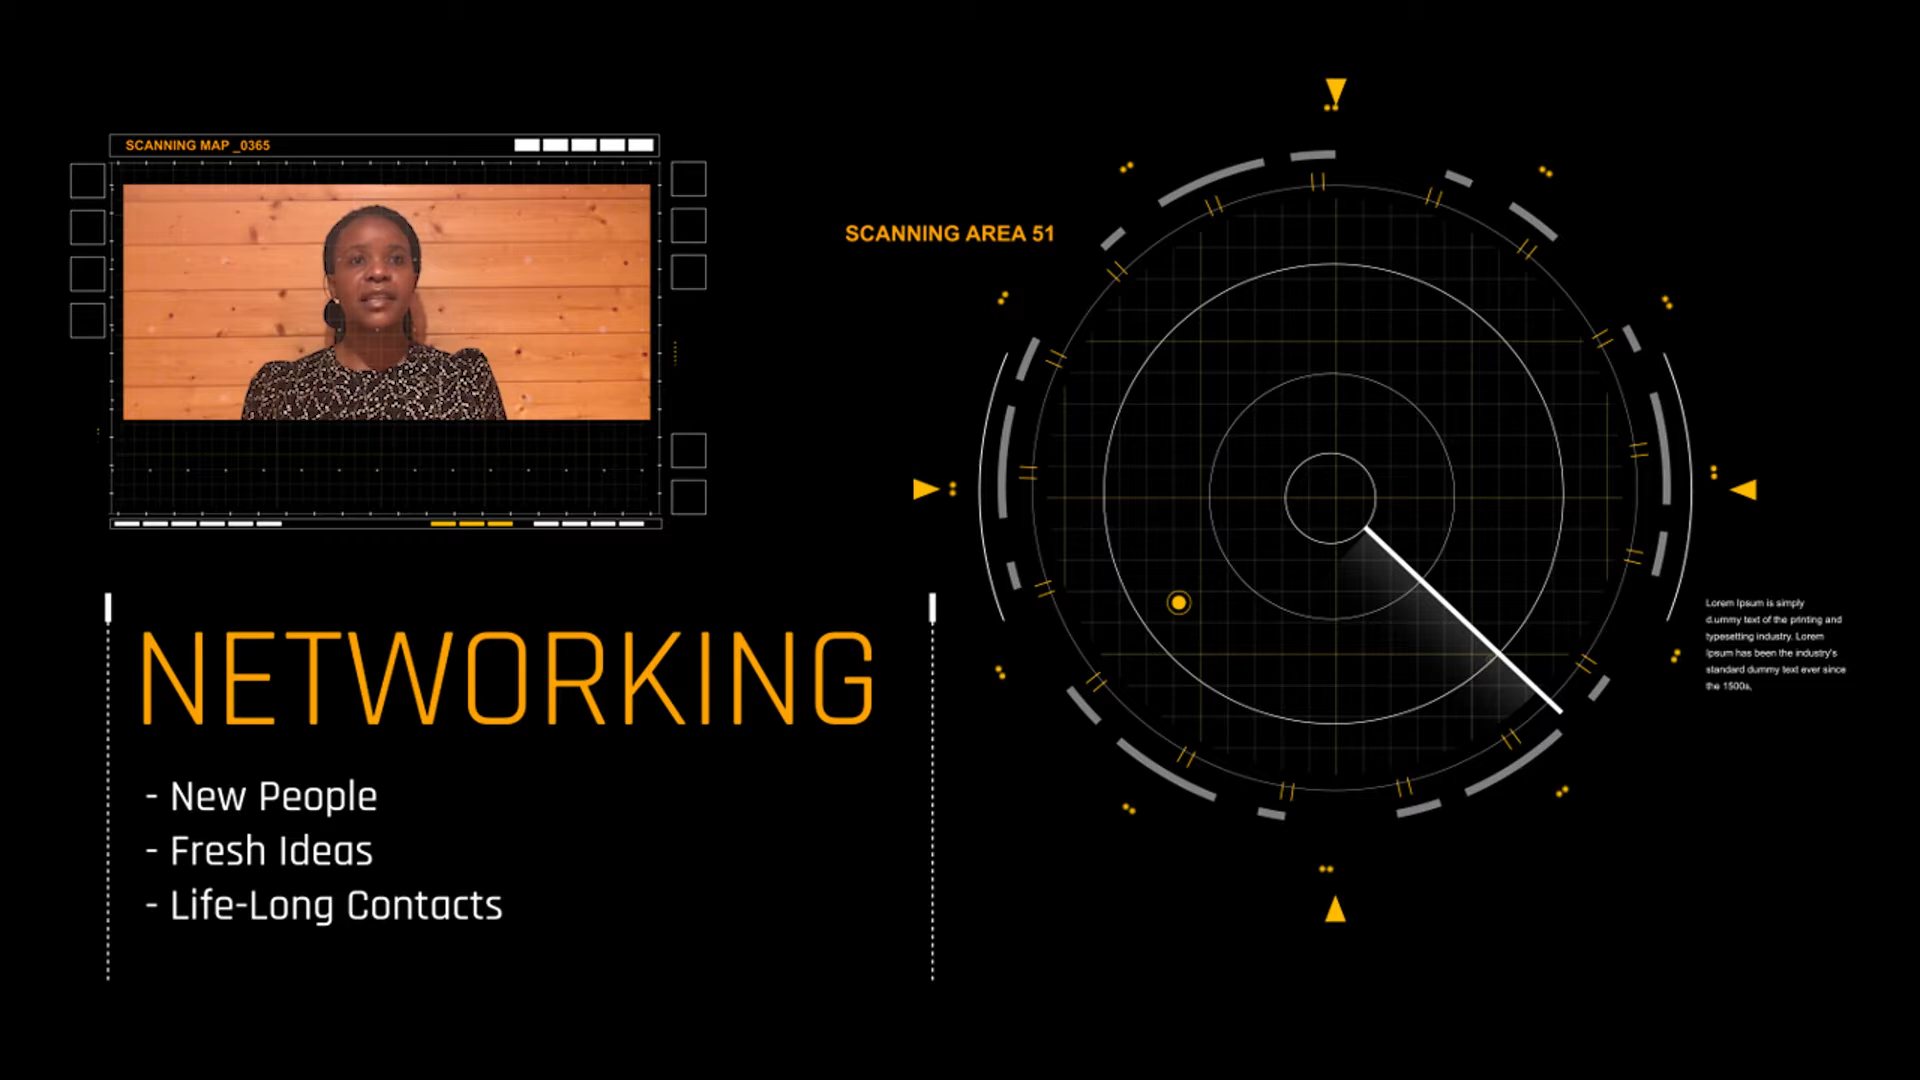 SCANNING MAP _0365
SCANNING AREA 51
NETWORKING
- New People
- Fresh Ideas
- Life-Long Contacts
Lorem Ipsum is simply
d.ummy text of the printing and
typesetting industry. Lorem
Ipsum has been the industry's
standard dummy text ever since
the 1500s,